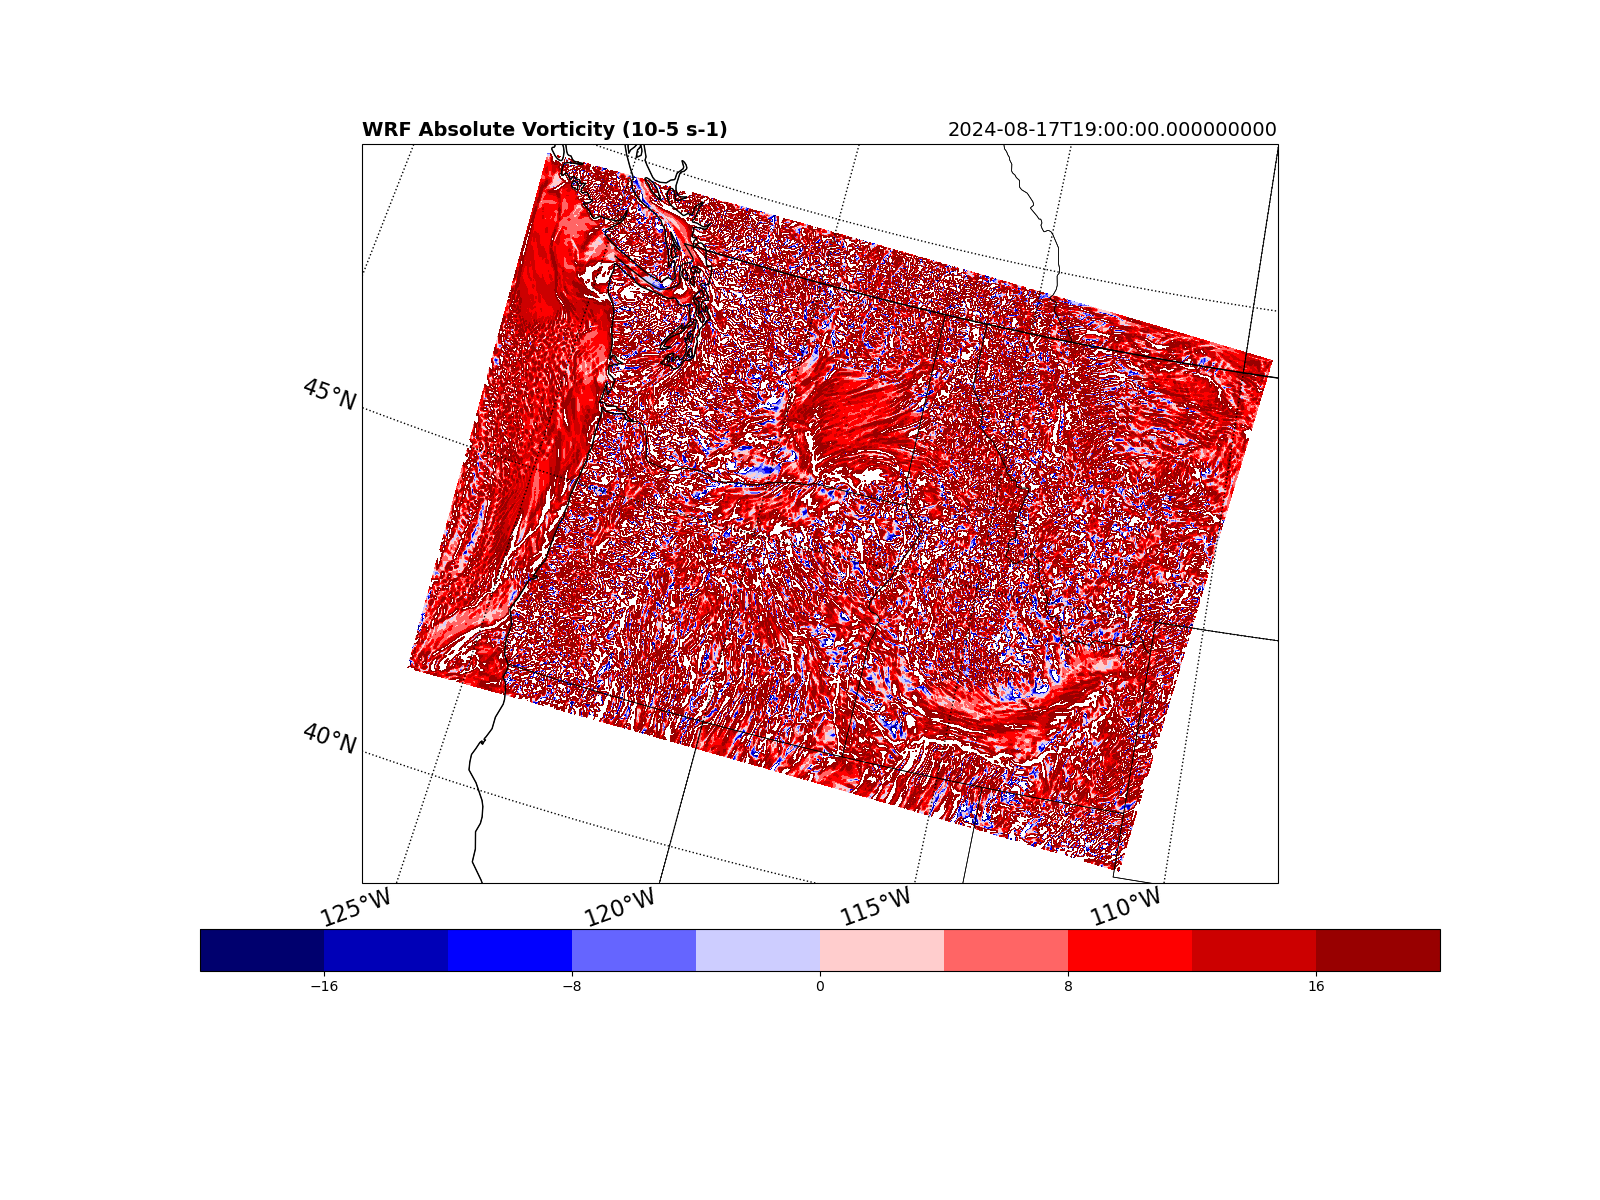 WRF Absolute Vorticity (10-5 s-1)
2024-08-17T19:00:00.000000000
45°N
40°N
125°W
120°W
115°W
110°W
−16
−8
0
8
16